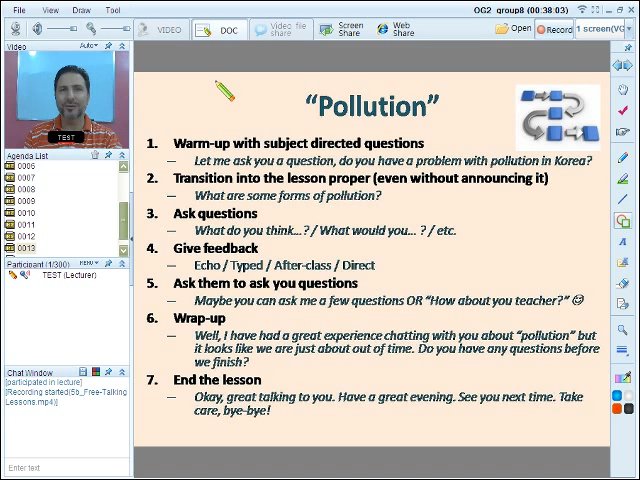 File View Draw Tool
OG2_group8 (00:38:03)
VIDEO
DOC
Video file share
Screen Share
Web Share
Open
Record
1 screen(VG
Video
Auto
TEST
Agenda List
0006
0007
0008
0009
0010
0011
0012
0013
Participant (1/300)
MENU
TEST (Lecturer)
Chat Window
[participated in lecture]
[Recording started(5b_Free-Talking
Lessons.mp4)]
Enter text
“Pollution”
1. Warm-up with subject directed questions
– Let me ask you a question, do you have a problem with pollution in Korea?
2. Transition into the lesson proper (even without announcing it)
– What are some forms of pollution?
3. Ask questions
– What do you think...? / What would you... ? / etc.
4. Give feedback
– Echo / Typed / After-class / Direct
5. Ask them to ask you questions
– Maybe you can ask me a few questions OR “How about you teacher?” ☺
6. Wrap-up
– Well, I have had a great experience chatting with you about “pollution” but
it looks like we are just about out of time. Do you have any questions before
we finish?
7. End the lesson
– Okay, great talking to you. Have a great evening. See you next time. Take
care, bye-bye!